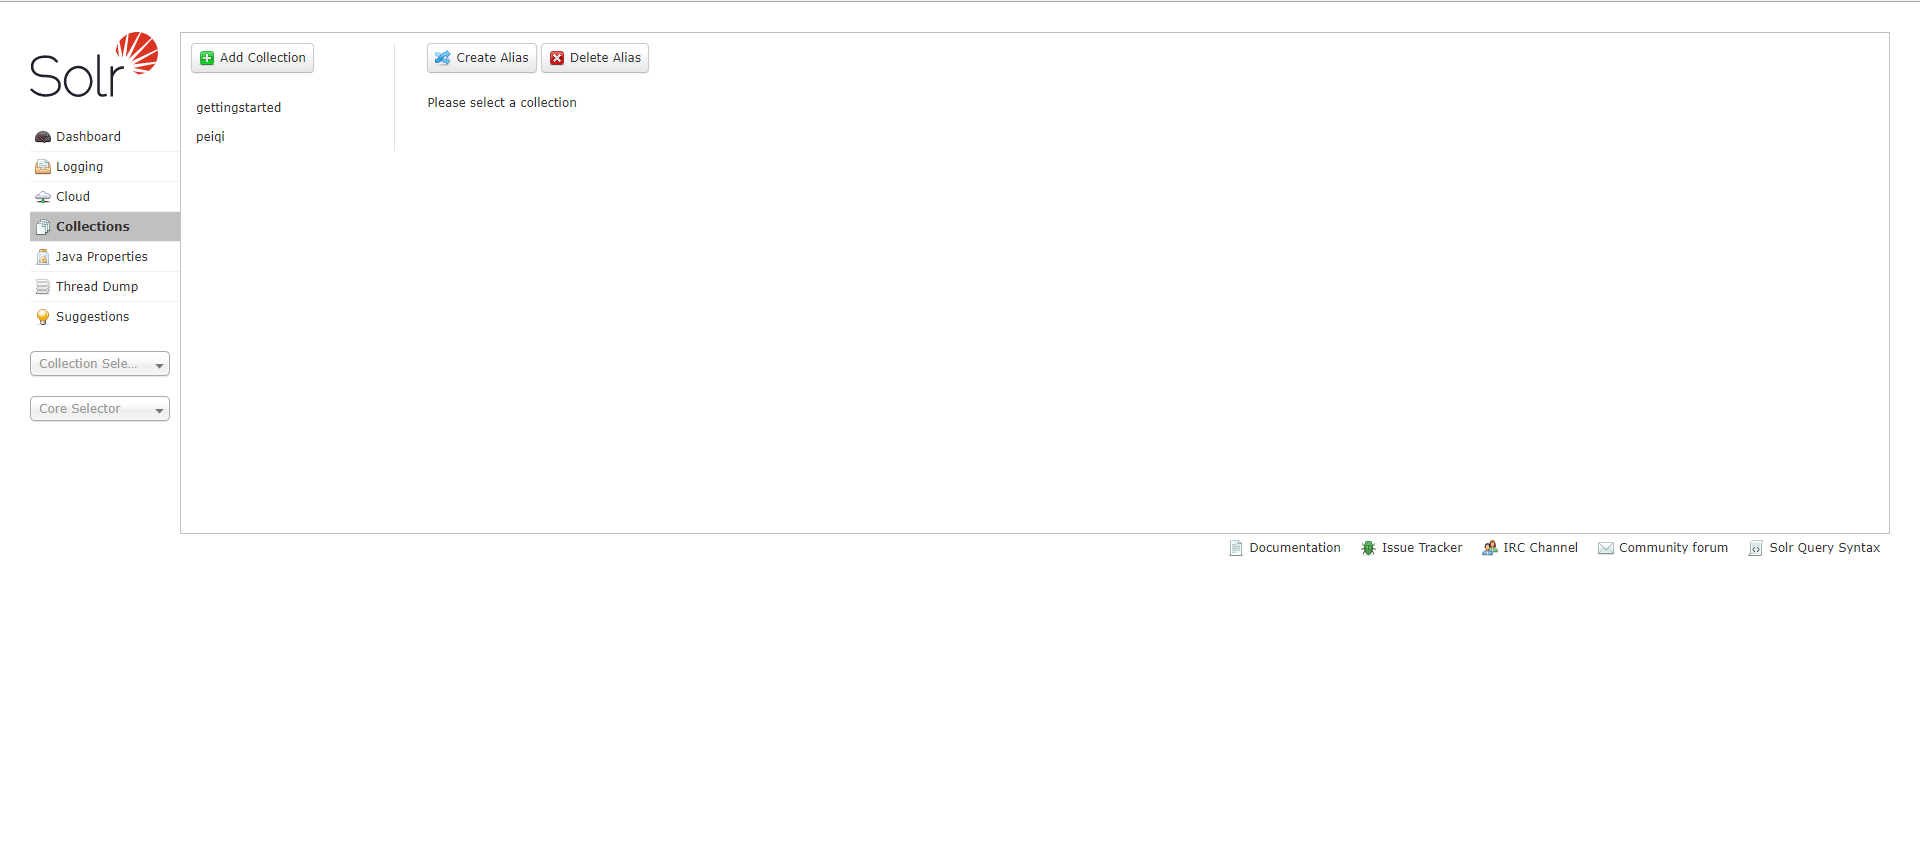 Solr
Dashboard
Logging
Cloud
Collections
Java Properties
Thread Dump
Suggestions
Collection Sele...
Core Selector
Add Collection
gettingstarted
peiqi
Create Alias Delete Alias
Please select a collection
Documentation Issue Tracker IRC Channel Community forum Solr Query Syntax